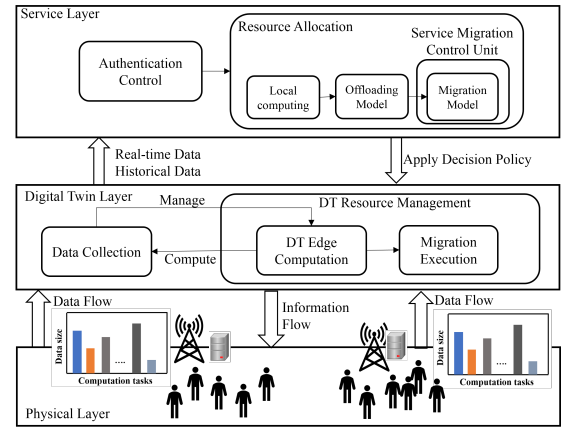 Service Layer
Resource Allocation
Service Migration
Control Unit
Authentication
Control
Local
computing
Offloading
Model
Migration
Model
Real-time Data
Historical Data
Apply Decision Policy
Digital Twin Layer
Manage
DT Resource Management
Data Collection
Compute
DT Edge
Computation
Migration
Execution
Data Flow
Information
Flow
Data Flow
Data size
....
Computation tasks
Data size
....
Computation tasks
Physical Layer